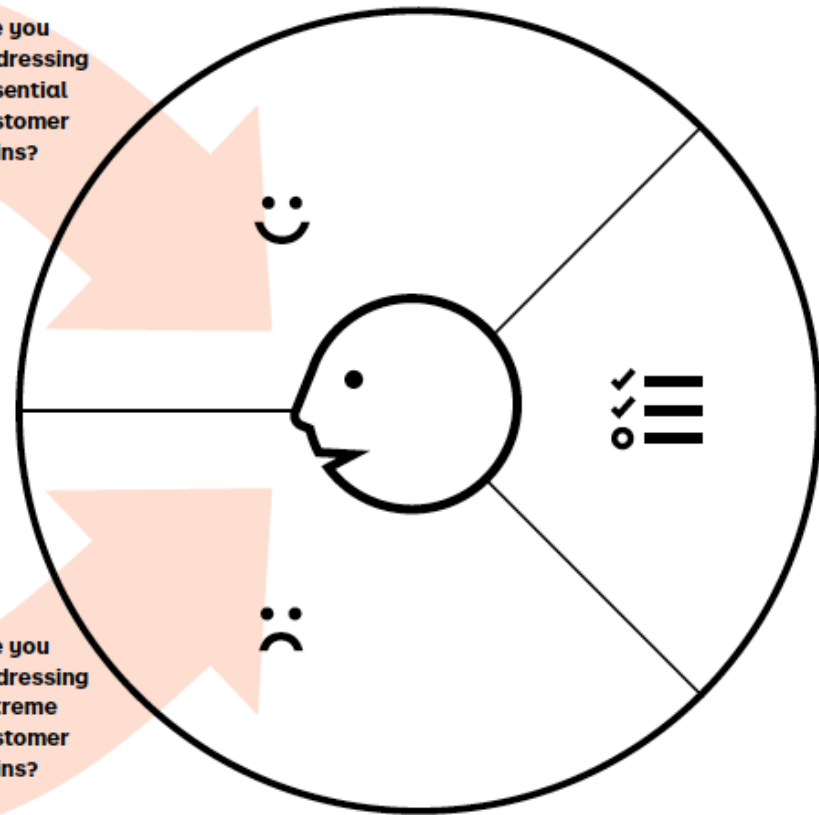 e you
dressing
sential
stomer
ins?
e you
dressing
treme
stomer
ins?